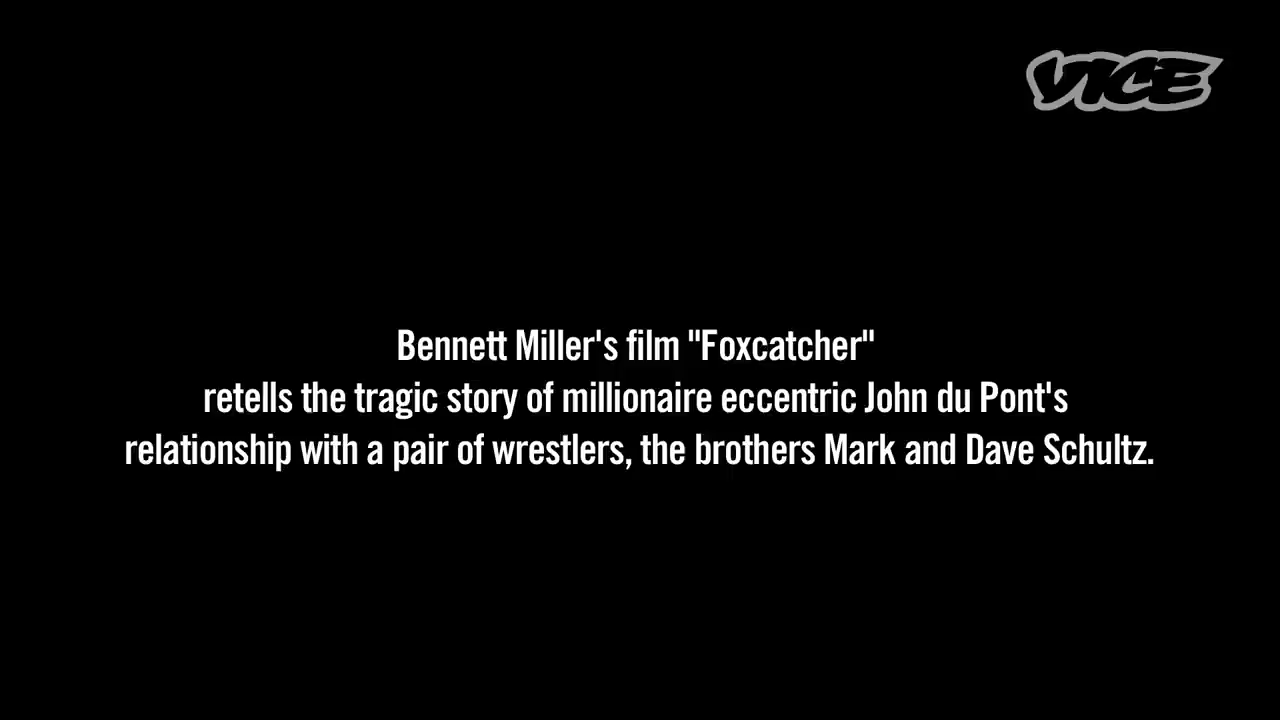 VICE
Bennett Miller's film "Foxcatcher"
retells the tragic story of millionaire eccentric John du Pont's
relationship with a pair of wrestlers, the brothers Mark and Dave Schultz.